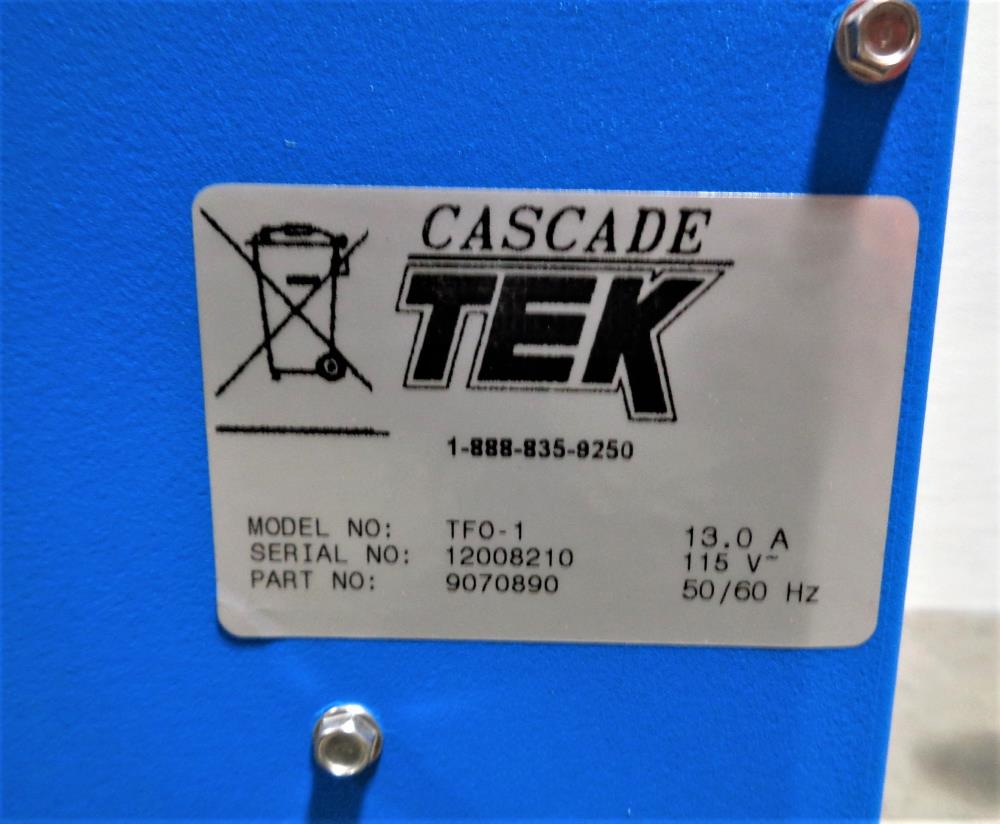 CASCADE
TEK
1-888-835-9250
MODEL NO: TFO-1 13.0 A
SERIAL NO: 12008210 115 V~
PART NO: 9070890 50/60 Hz